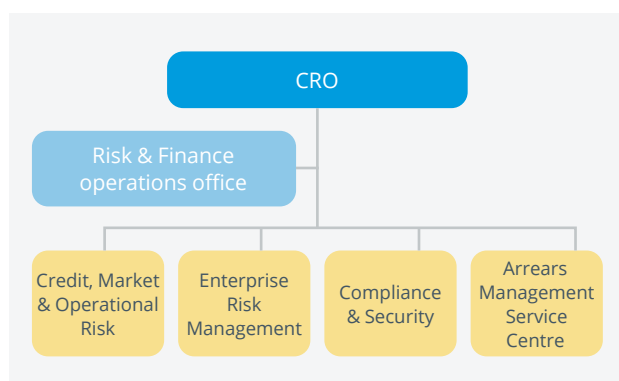 CRO
Risk & Finance
operations office
Credit, Market
& Operational
Risk
Enterprise
Risk
Management
Compliance
& Security
Arrears
Management
Service
Centre